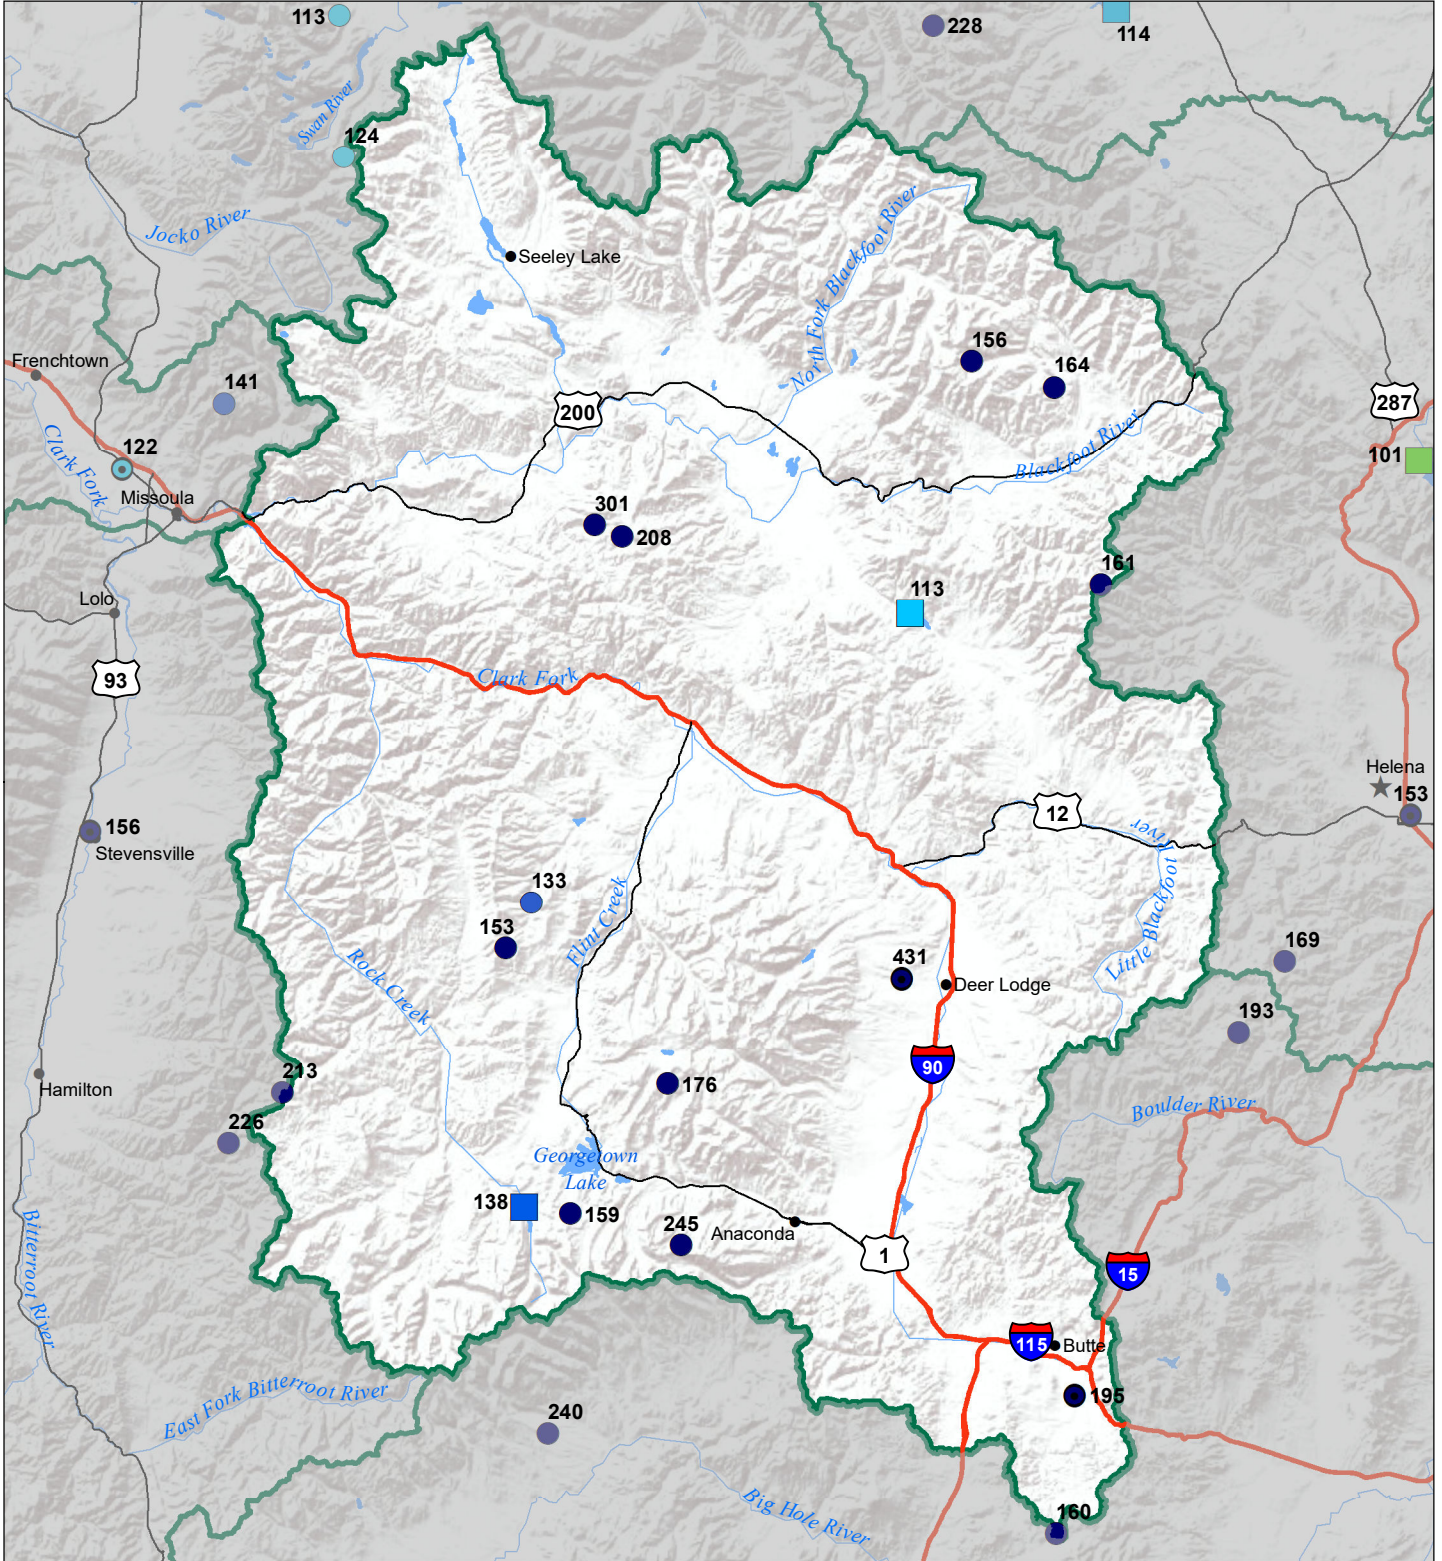 113
228
114
Swan River
124
Jocko River
North Fork Blackfoot River
Seeley Lake
156
164
Frenchtown
141
200
287
122
Clark Fork
Blackfoot River
101
Missoula
301
208
161
113
Lolo
93
Clark Fork
Helena
153
12
156
Stevensville
Little Blackfoot River
133
Flint Creek
153
431
169
Rock Creek
Deer Lodge
193
213
90
Hamilton
176
Boulder River
226
Georgetown
Lake
138
159
245
Anaconda
1
15
Bitterroot River
115
Butte
195
East Fork Bitterroot River
240
Big Hole River
160